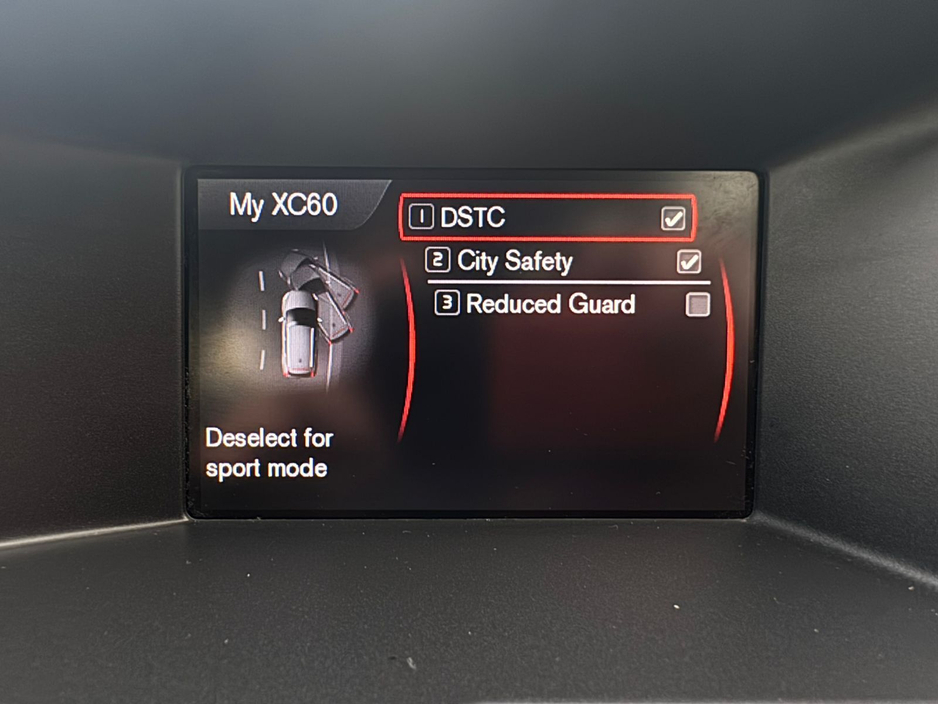 My XC60
1 DSTC
2 City Safety
3 Reduced Guard
Deselect for
sport mode